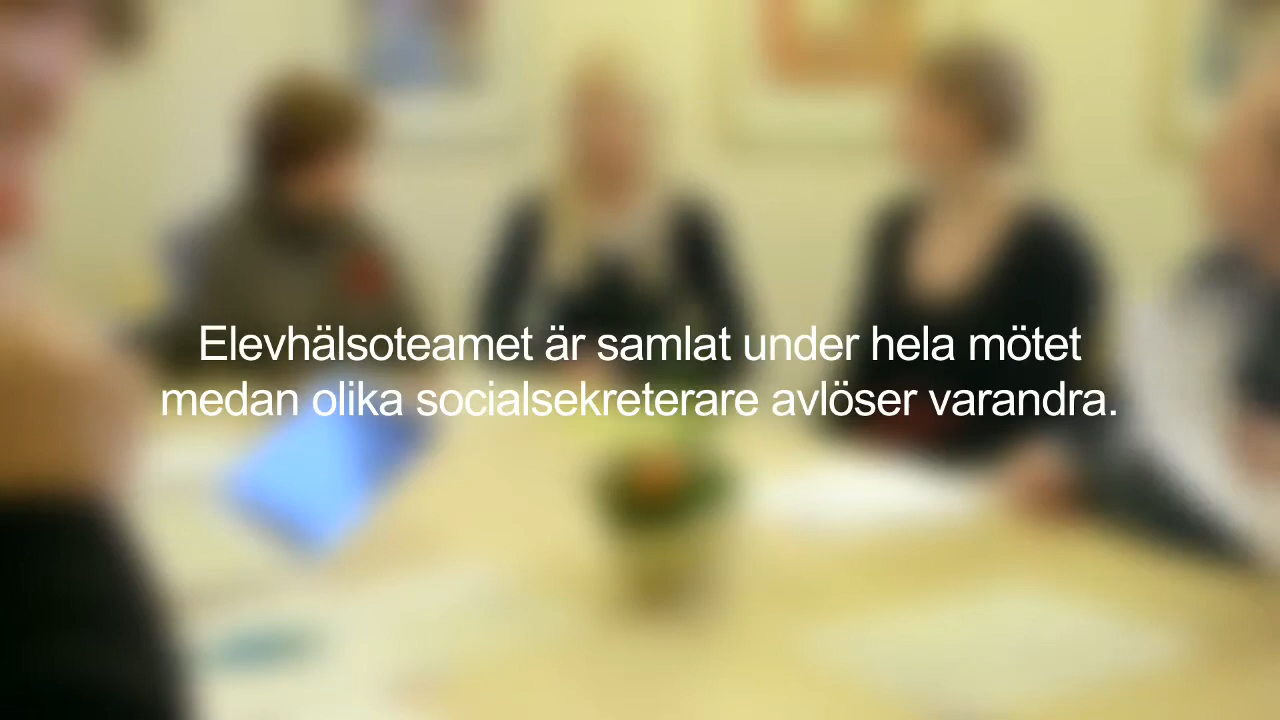 Elevhälsoteamet är samlat under hela mötet
medan olika socialsekreterare avlöser varandra.